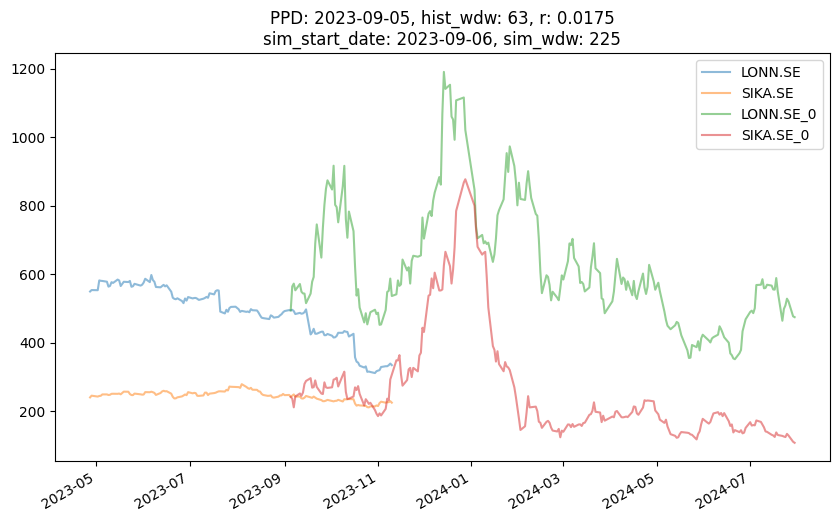 PPD: 2023-09-05, hist_wdw: 63, r: 0.0175
sim_start_date: 2023-09-06, sim_wdw: 225
LONN.SE
SIKA.SE
LONN.SE_0
SIKA.SE_0
1200
1000
800
600
400
200
2023-05
2023-07
2023-09
2023-11
2024-01
2024-03
2024-05
2024-07